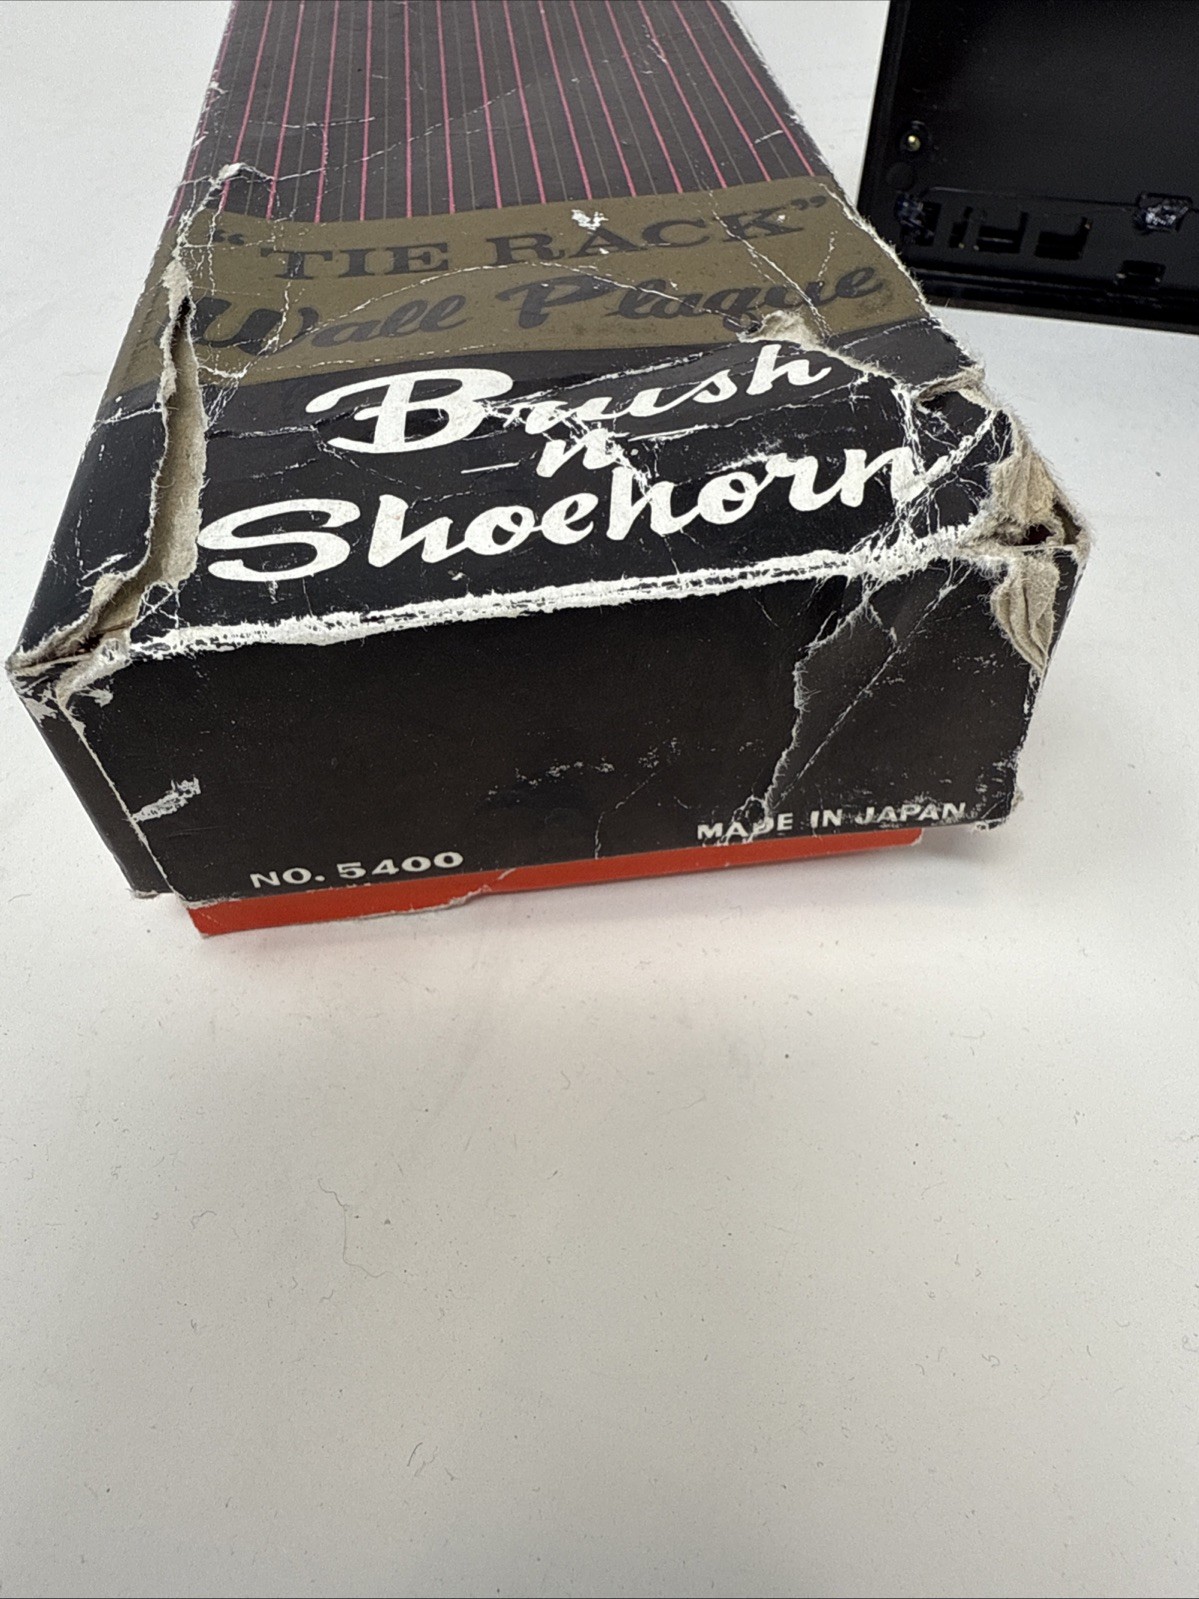 "TIE RACK"
Wall Plaque
Brush
n'
Shoehorn
NO. 5400
MADE IN JAPAN